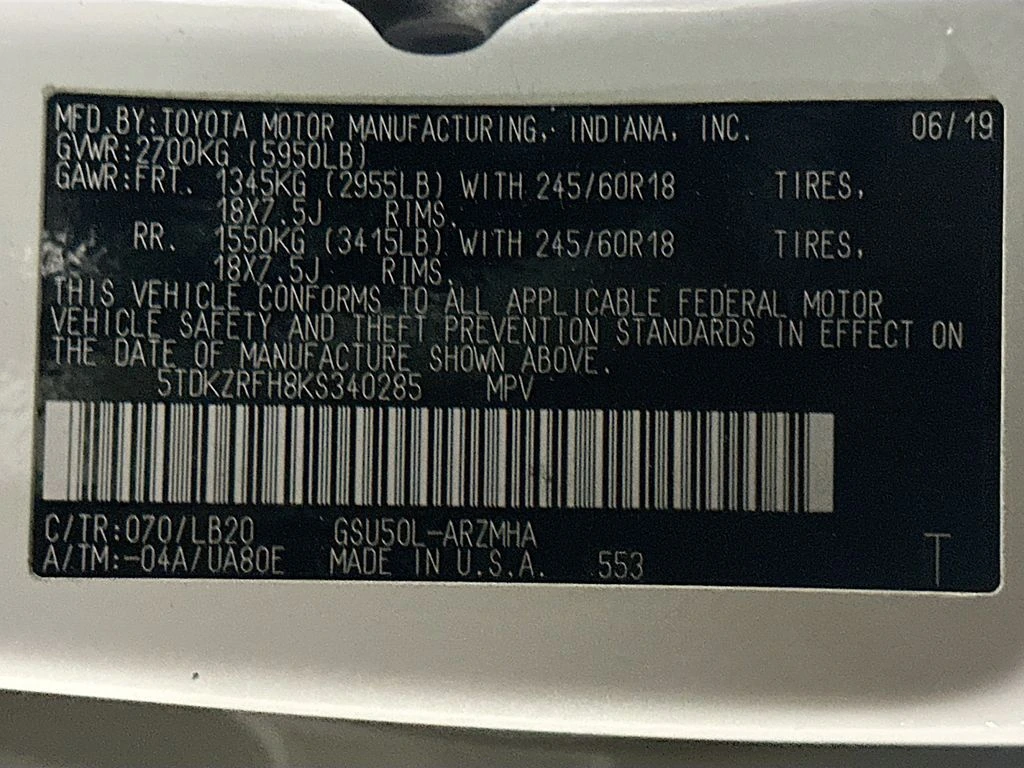 MFD.BY:TOYOTA MOTOR MANUFACTURING, INDIANA, INC. 06/19
GVWR:2700KG (5950LB)
GAWR:FRT. 1345KG (2955LB) WITH 245/60R18 TIRES,
18X7.5J RIMS.
RR. 1550KG (3415LB) WITH 245/60R18 TIRES,
18X7.5J RIMS.
THIS VEHICLE CONFORMS TO ALL APPLICABLE FEDERAL MOTOR
VEHICLE SAFETY AND THEFT PREVENTION STANDARDS IN EFFECT ON
THE DATE OF MANUFACTURE SHOWN ABOVE.
5TDKZRFH8KS340285 MPV
C/TR:070/LB20 GSU50L-ARZMHA
A/TM:-04A/UA80E MADE IN U.S.A. 553 T